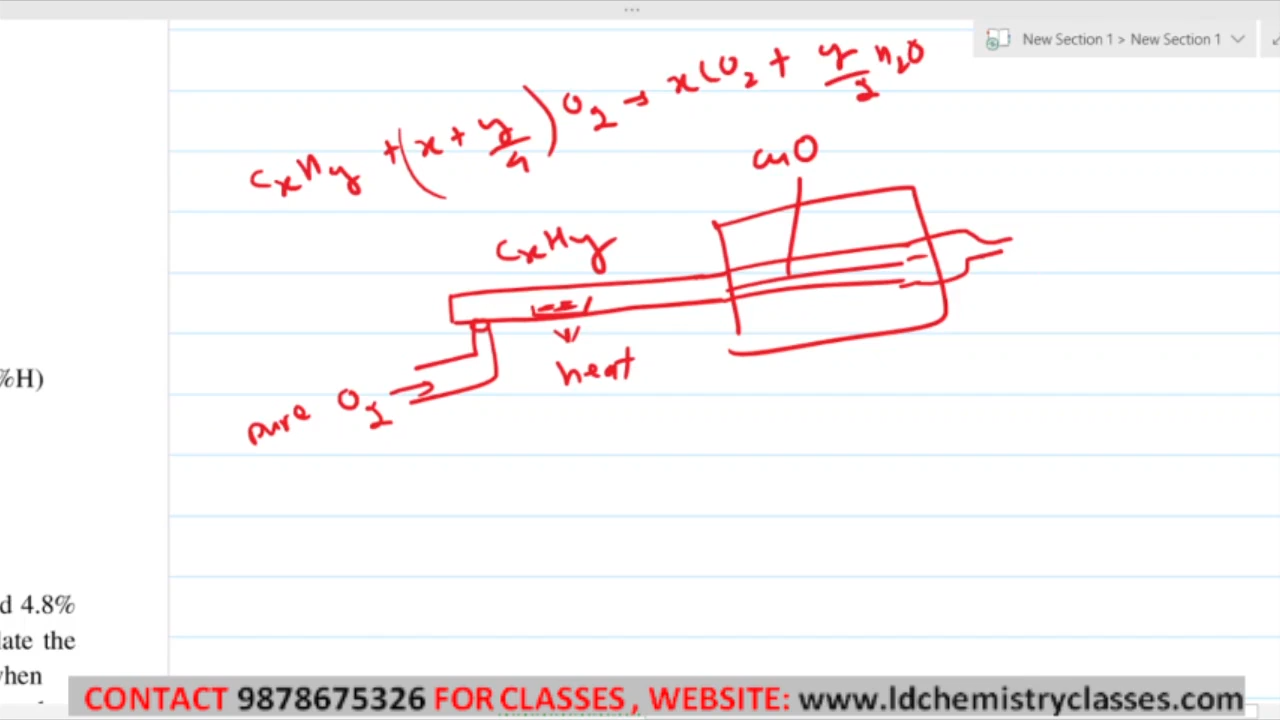 New Section 1 > New Section 1
CxHy + (x + y/4) O2 → xCO2 + y/2 H2O
CuO
CxHy
heat
pure O2
%H)
d 4.8%
late the
when
CONTACT 9878675326 FOR CLASSES, WEBSITE: www.ldchemistryclasses.com